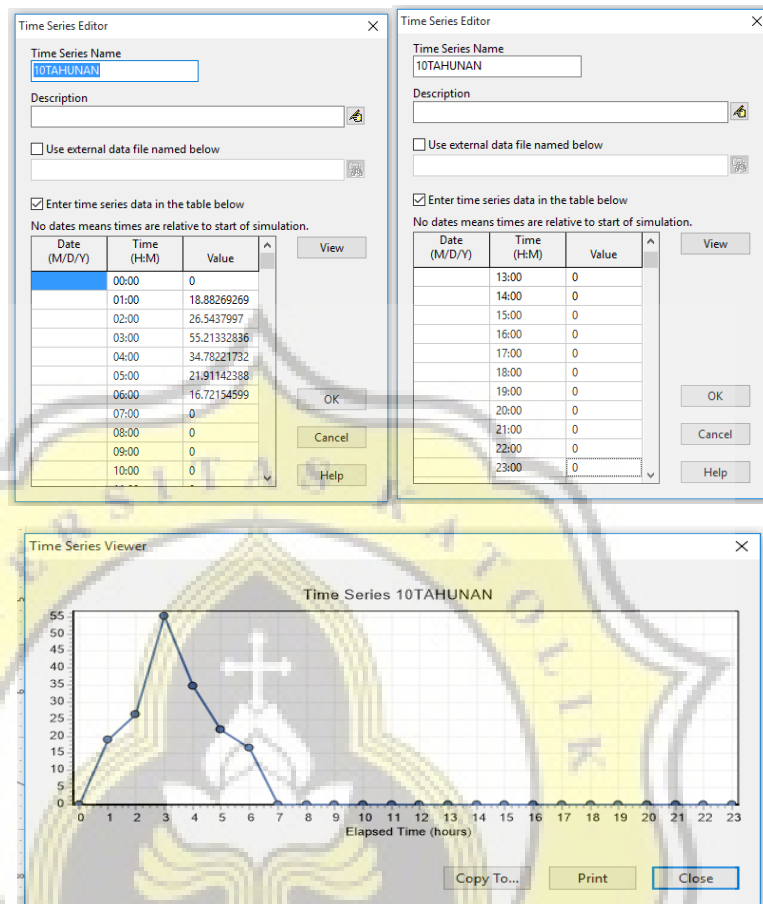 Time Series Editor
Time Series Name
10TAHUNAN
Description
Use external data file named below
Enter time series data in the table below
No dates means times are relative to start of simulation.
Date (M/D/Y) Time (H:M) Value
00:00 0
01:00 18.88269269
02:00 26.5437997
03:00 55.21332836
04:00 34.78221732
05:00 21.91142388
06:00 16.72154599
07:00 0
08:00 0
09:00 0
10:00 0
View
OK
Cancel
Help
Time Series Editor
Time Series Name
10TAHUNAN
Description
Use external data file named below
Enter time series data in the table below
No dates means times are relative to start of simulation.
Date (M/D/Y) Time (H:M) Value
13:00 0
14:00 0
15:00 0
16:00 0
17:00 0
18:00 0
19:00 0
20:00 0
21:00 0
22:00 0
23:00 0
View
OK
Cancel
Help
Time Series Viewer
Time Series 10TAHUNAN
55
50
45
40
35
30
25
20
15
10
5
0
0 1 2 3 4 5 6 7 8 9 10 11 12 13 14 15 16 17 18 19 20 21 22 23
Elapsed Time (hours)
Copy To... Print Close
ERSITAS KATOLIK